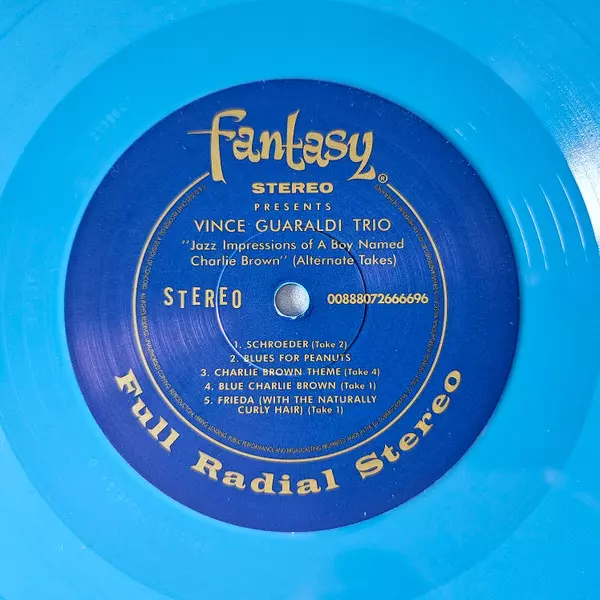 fantasy
®
STEREO
PRESENTS
VINCE GUARALDI TRIO
"Jazz Impressions of A Boy Named
Charlie Brown" (Alternate Takes)
STEREO
00888072666696
1. SCHROEDER (Take 2)
2. BLUES FOR PEANUTS
3. CHARLIE BROWN THEME (Take 4)
4. BLUE CHARLIE BROWN (Take 1)
5. FRIEDA (WITH THE NATURALLY
CURLY HAIR) (Take 1)
Full Radial Stereo